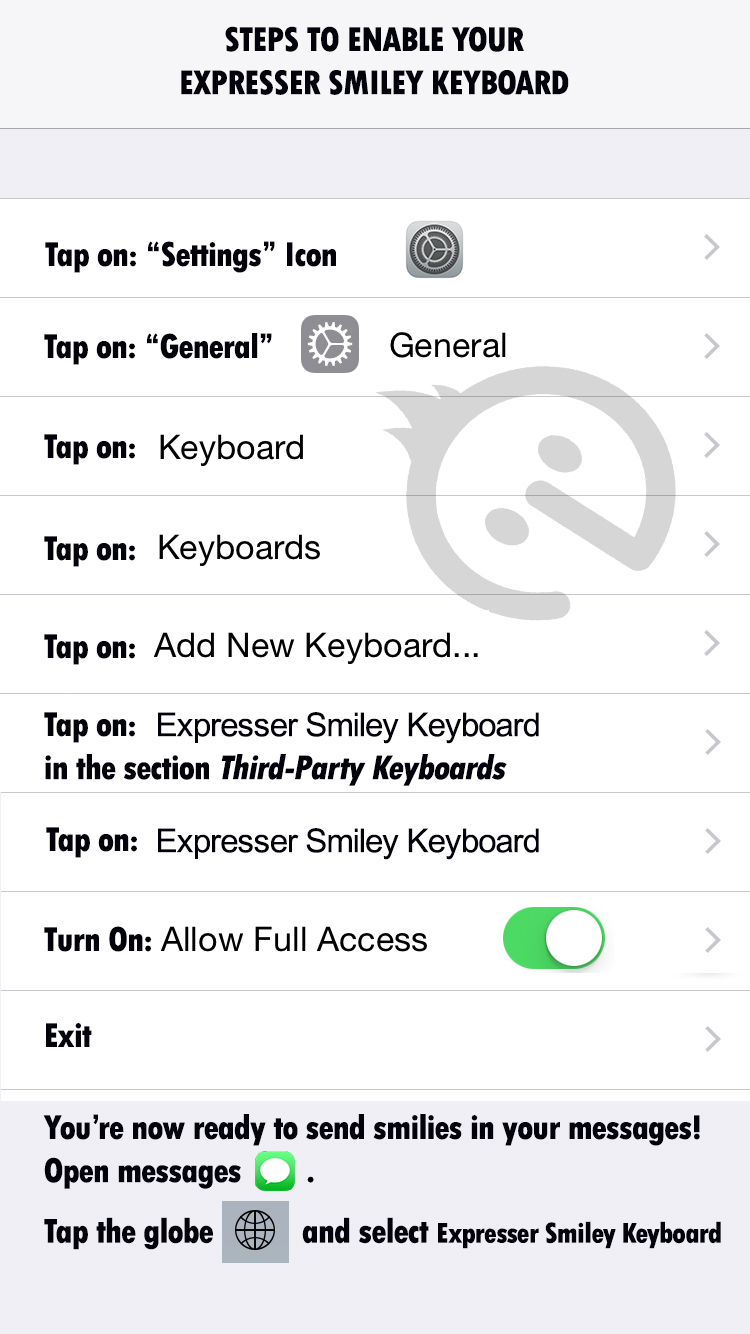 STEPS TO ENABLE YOUR
EXPRESSER SMILEY KEYBOARD
Tap on: “Settings” Icon
Tap on: “General” General
Tap on: Keyboard
Tap on: Keyboards
Tap on: Add New Keyboard...
Tap on: Expresser Smiley Keyboard
in the section Third-Party Keyboards
Tap on: Expresser Smiley Keyboard
Turn On: Allow Full Access
Exit
You’re now ready to send smilies in your messages!
Open messages .
Tap the globe and select Expresser Smiley Keyboard